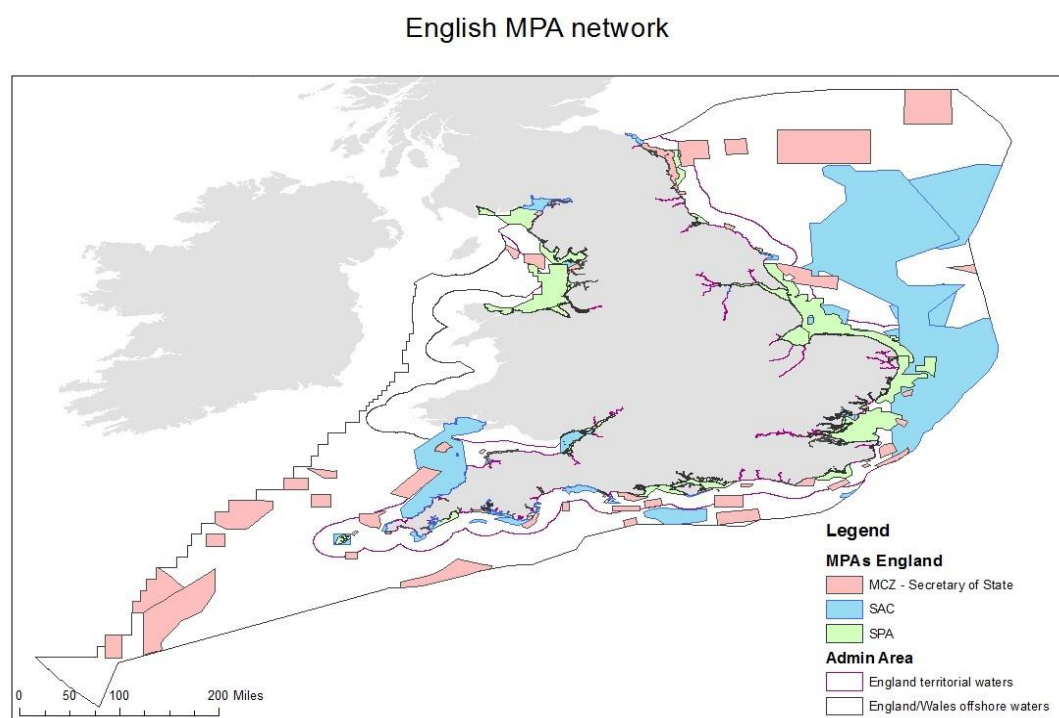 English MPA network
Legend
MPAs England
MCZ - Secretary of State
SAC
SPA
Admin Area
England territorial waters
England/Wales offshore waters
0 50 100 200 Miles